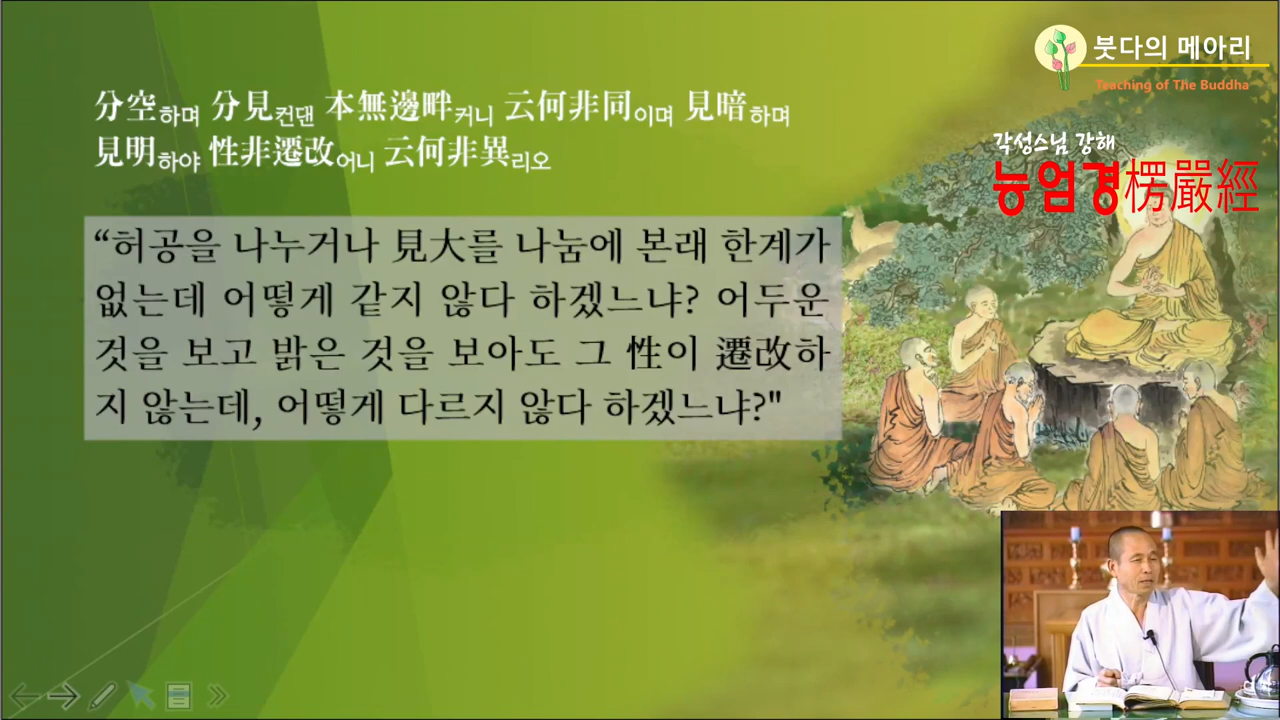 分空하며 分見컨댄 本無邊畔커니 云何非同이며 見暗하며
見明하야 性非遷改어니 云何非異리오
“허공을 나누거나 見大를 나눔에 본래 한계가
없는데 어떻게 같지 않다 하겠느냐? 어두운
것을 보고 밝은 것을 보아도 그 性이 遷改하
지 않는데, 어떻게 다르지 않다 하겠느냐?"
붓다의 메아리
Teaching of The Buddha
각성스님 강해
능엄경楞嚴經